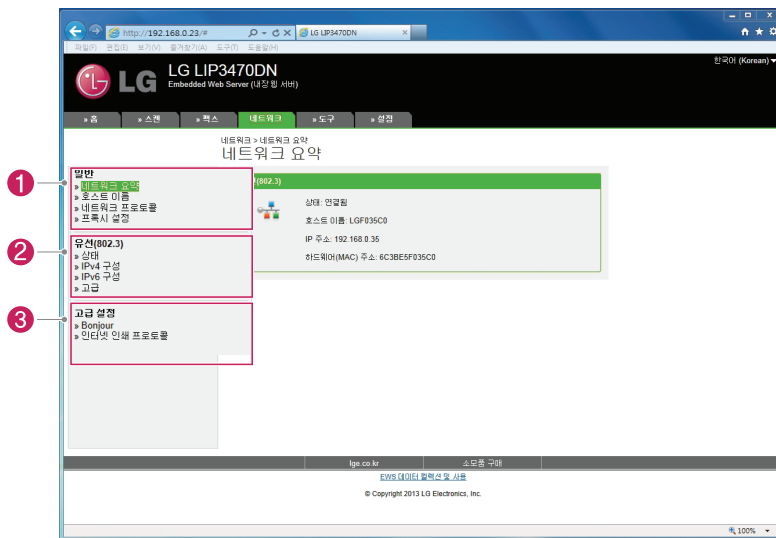 http://192.168.0.23/#
LG LIP3470DN
파일(F) 편집(E) 보기(V) 즐겨찾기(A) 도구(T) 도움말(H)
한국어 (Korean)
LG
LG LIP3470DN
Embedded Web Server (내장 웹 서버)
» 홈
» 스캔
» 팩스
네트워크
» 도구
» 설정
네트워크 > 네트워크 요약
네트워크 요약
1
일반
» 네트워크 요약
» 호스트 이름
» 네트워크 프로토콜
» 프록시 설정
(802.3)
상태: 연결됨
호스트 이름: LGF035C0
IP 주소: 192.168.0.35
하드웨어(MAC) 주소: 6C3BE5F035C0
2
유선(802.3)
» 상태
» IPv4 구성
» IPv6 구성
» 고급
3
고급 설정
» Bonjour
» 인터넷 인쇄 프로토콜
lge.co.kr
소모품 구매
EWS 데이터 컬렉션 및 사용
© Copyright 2013 LG Electronics, Inc.
100%